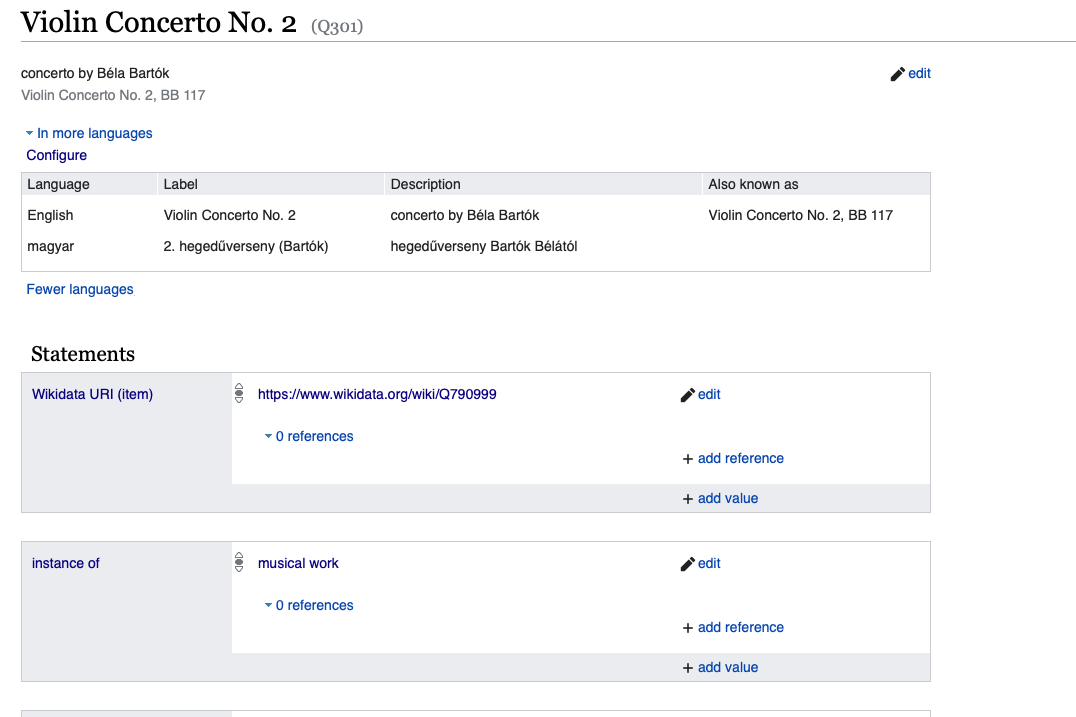 Violin Concerto No. 2 (Q301)
concerto by Béla Bartók
edit
Violin Concerto No. 2, BB 117
In more languages
Configure
Language Label Description Also known as
English Violin Concerto No. 2 concerto by Béla Bartók Violin Concerto No. 2, BB 117
magyar 2. hegedűverseny (Bartók) hegedűverseny Bartók Bélától
Fewer languages
Statements
Wikidata URI (item) https://www.wikidata.org/wiki/Q790999 edit
0 references
+ add reference
+ add value
instance of musical work edit
0 references
+ add reference
+ add value